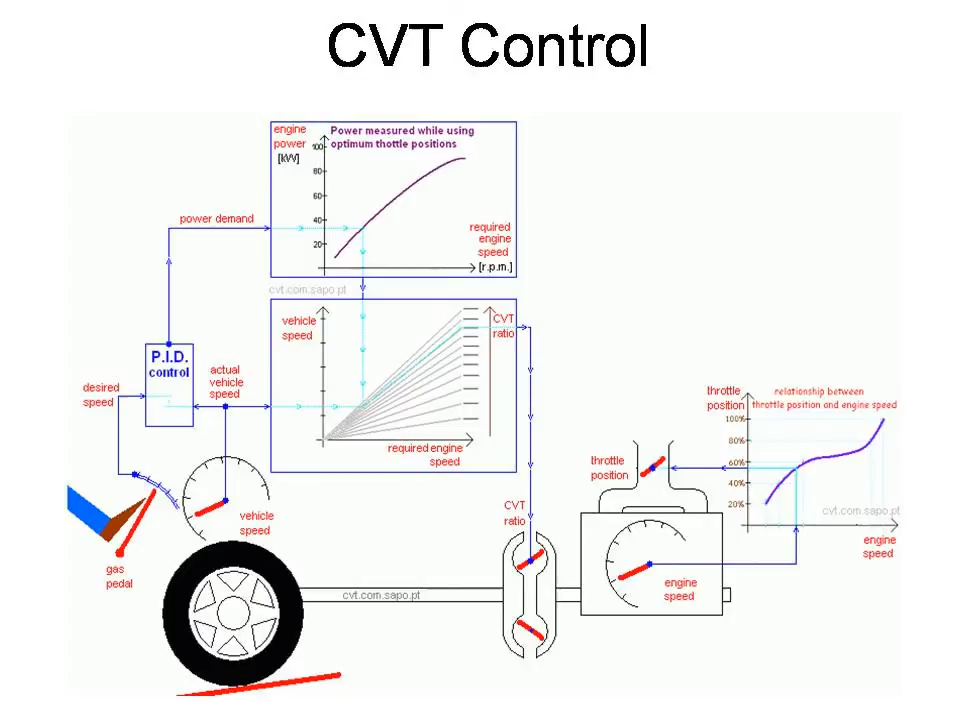 CVT Control
engine
power
[kW]
Power measured while using
optimum thottle positions
100
80
60
40
20
required
engine
speed
[r.p.m.]
power demand
cvt.com.sapo.pt
vehicle
speed
CVT
ratio
required engine
speed
P.I.D.
control
desired
speed
actual
vehicle
speed
throttle
position
relationship between
throttle position and engine speed
100%
80%
60%
40%
20%
cvt.com.sapo.pt
engine
speed
throttle
position
CVT
ratio
vehicle
speed
gas
pedal
engine
speed
cvt.com.sapo.pt